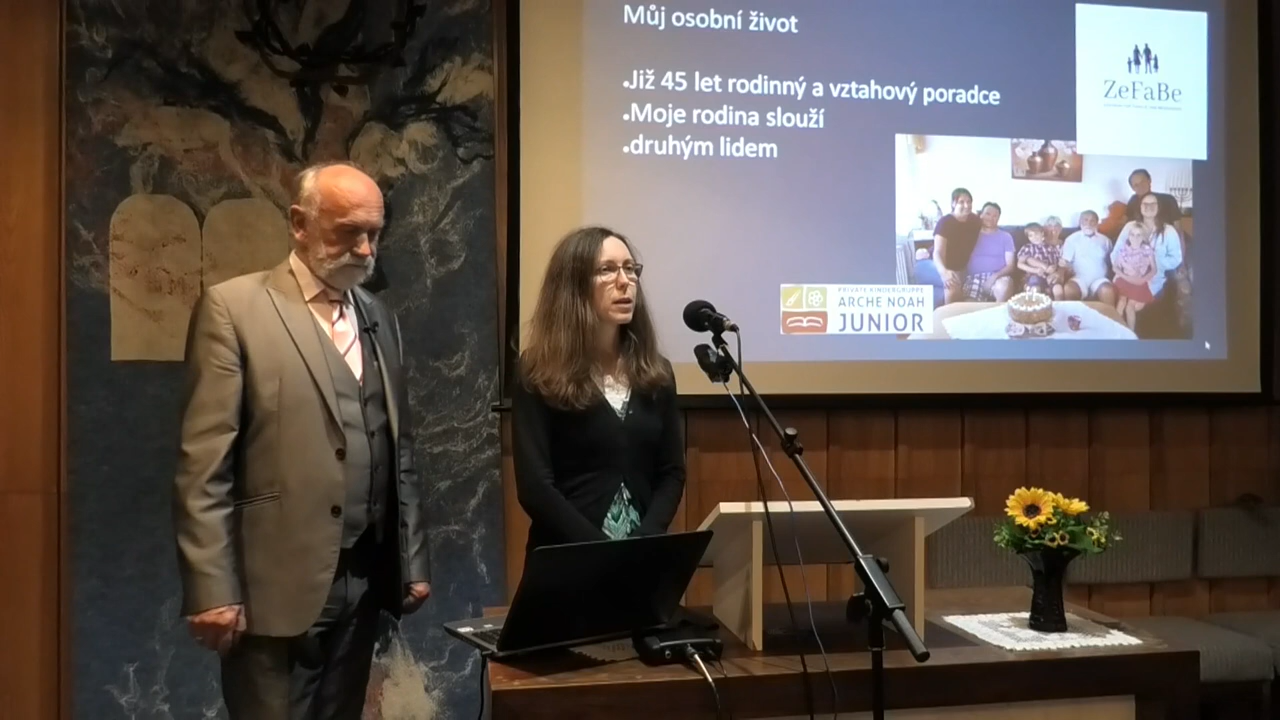 Můj osobní život
Již 45 let rodinný a vztahový poradce
Moje rodina slouží
druhým lidem
ZeFaBe
PRIVATE KINDERGRUPPE
ARCHE NOAH
JUNIOR